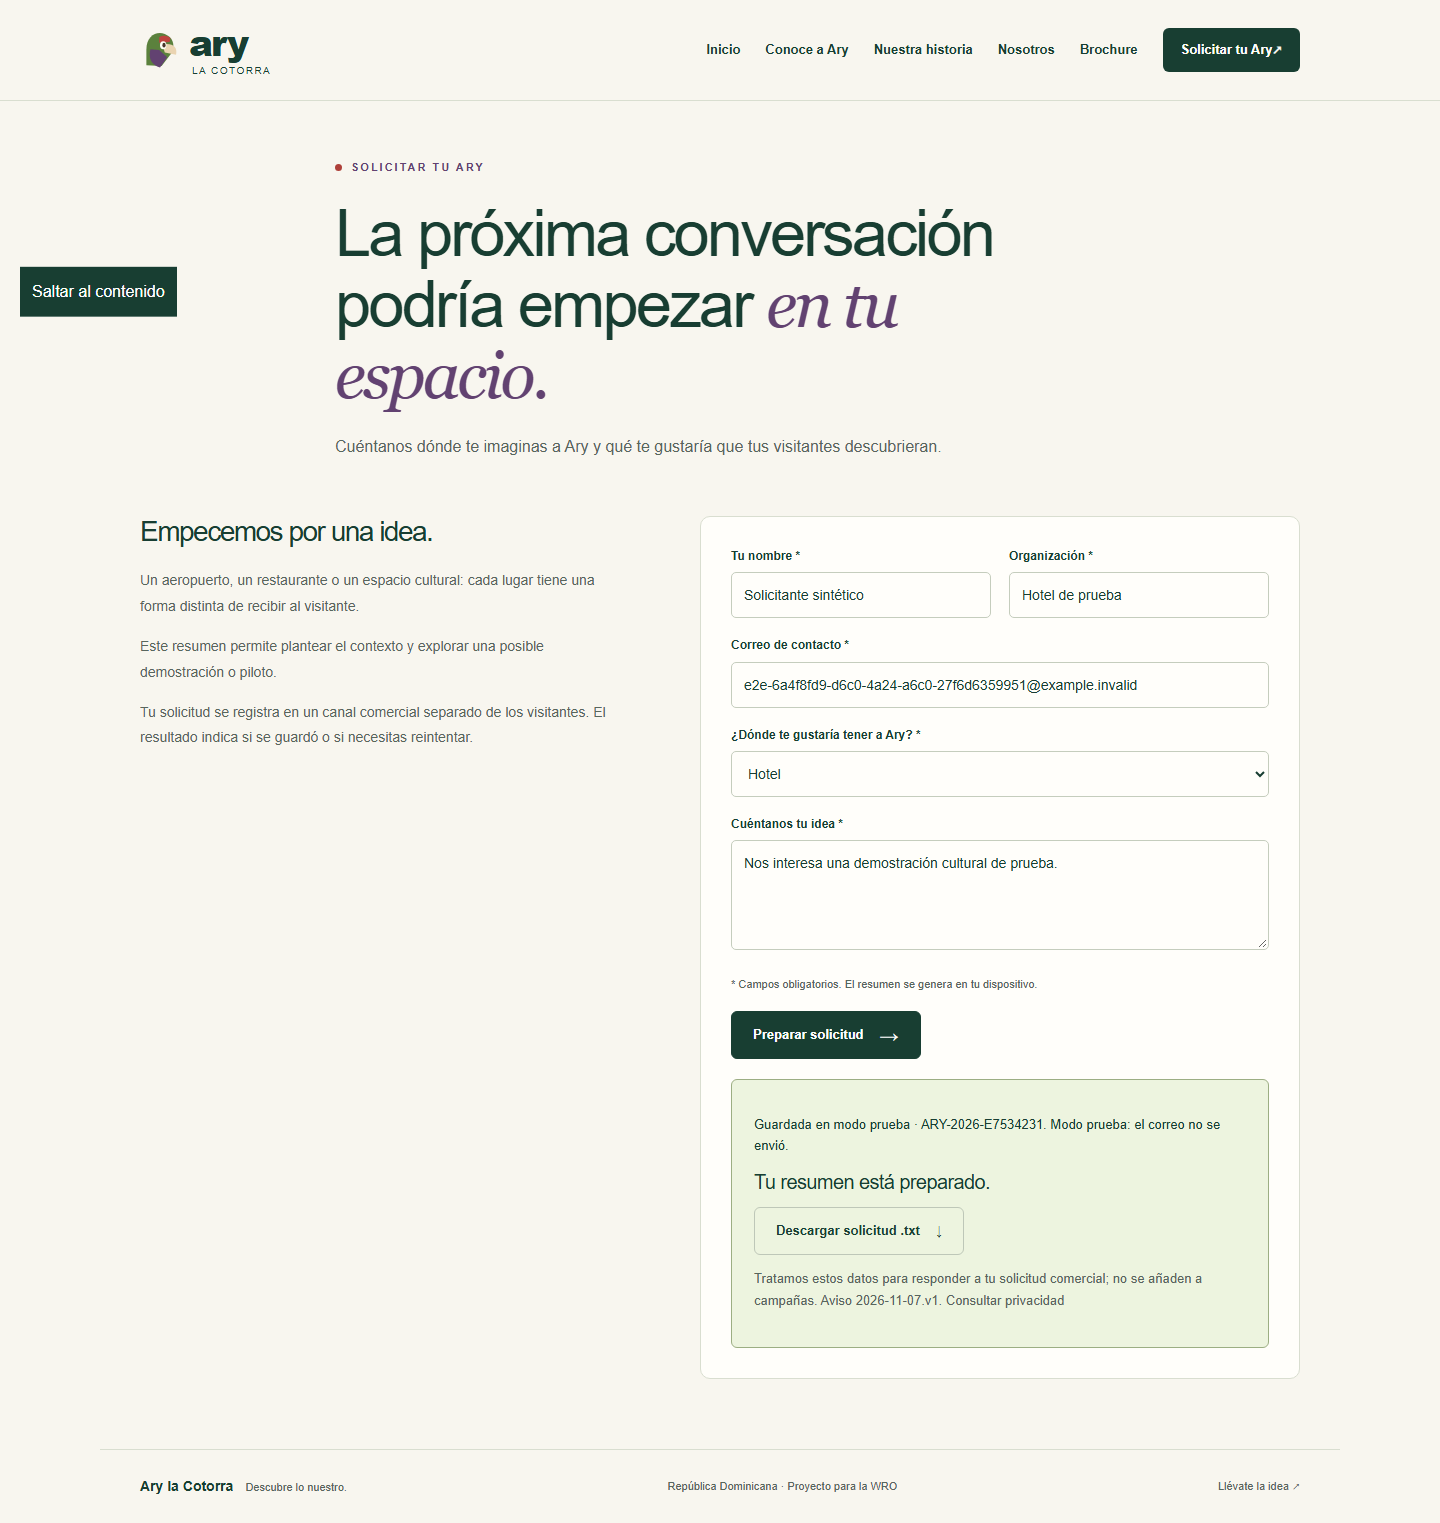 ary
LA COTORRA
Inicio
Conoce a Ary
Nuestra historia
Nosotros
Brochure
Solicitar tu Ary↗
SOLICITAR TU ARY
La próxima conversación
podría empezar en tu
espacio.
Saltar al contenido
Cuéntanos dónde te imaginas a Ary y qué te gustaría que tus visitantes descubrieran.
Empecemos por una idea.
Un aeropuerto, un restaurante o un espacio cultural: cada lugar tiene una
forma distinta de recibir al visitante.
Este resumen permite plantear el contexto y explorar una posible
demostración o piloto.
Tu solicitud se registra en un canal comercial separado de los visitantes. El
resultado indica si se guardó o si necesitas reintentar.
Tu nombre *
Organización *
Solicitante sintético
Hotel de prueba
Correo de contacto *
e2e-6a4f8fd9-d6c0-4a24-a6c0-27f6d6359951@example.invalid
¿Dónde te gustaría tener a Ary? *
Hotel
Cuéntanos tu idea *
Nos interesa una demostración cultural de prueba.
* Campos obligatorios. El resumen se genera en tu dispositivo.
Preparar solicitud →
Guardada en modo prueba · ARY-2026-E7534231. Modo prueba: el correo no se
envió.
Tu resumen está preparado.
Descargar solicitud .txt ↓
Tratamos estos datos para responder a tu solicitud comercial; no se añaden a
campañas. Aviso 2026-11-07.v1. Consultar privacidad
Ary la Cotorra Descubre lo nuestro.
República Dominicana · Proyecto para la WRO
Llévate la idea ↗